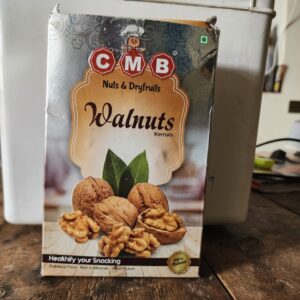 CMB
Nuts & Dryfruits
Walnuts
Kernels
Healthify your Snacking